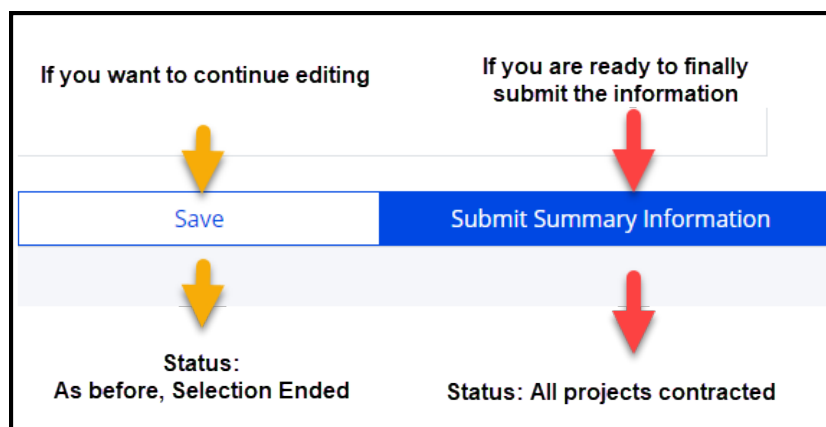 If you want to continue editing
If you are ready to finally
submit the information
Save
Submit Summary Information
Status:
As before, Selection Ended
Status: All projects contracted